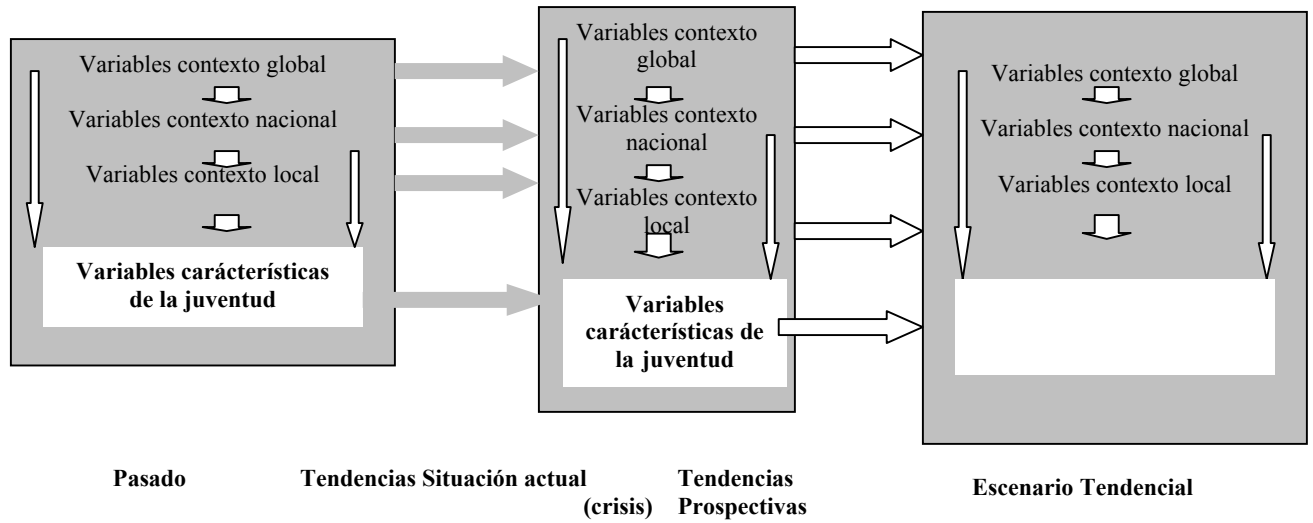 Variables contexto global
Variables contexto nacional
Variables contexto local
Variables carácterísticas
de la juventud
Variables contexto
global
Variables contexto
nacional
Variables contexto
local
Variables
carácterísticas de
la juventud
Variables contexto global
Variables contexto nacional
Variables contexto local
Pasado
Tendencias Situación actual
(crisis)
Tendencias
Prospectivas
Escenario Tendencial